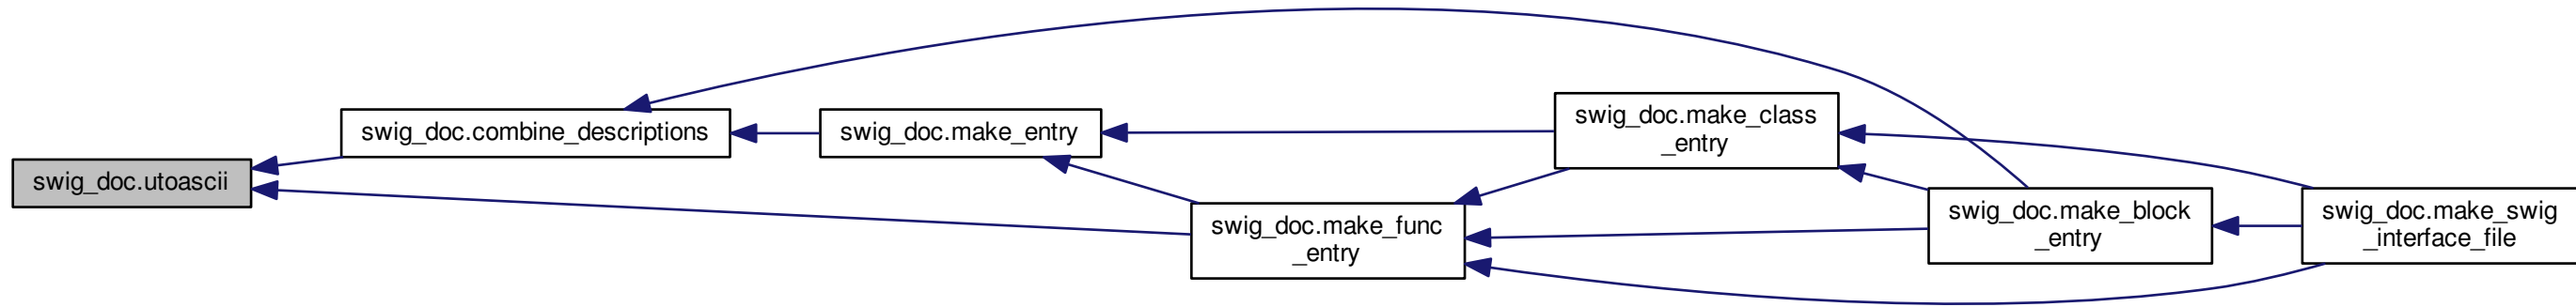 swig_doc.utoascii
swig_doc.combine_descriptions
swig_doc.make_entry
swig_doc.make_class
_entry
swig_doc.make_func
_entry
swig_doc.make_block
_entry
swig_doc.make_swig
_interface_file